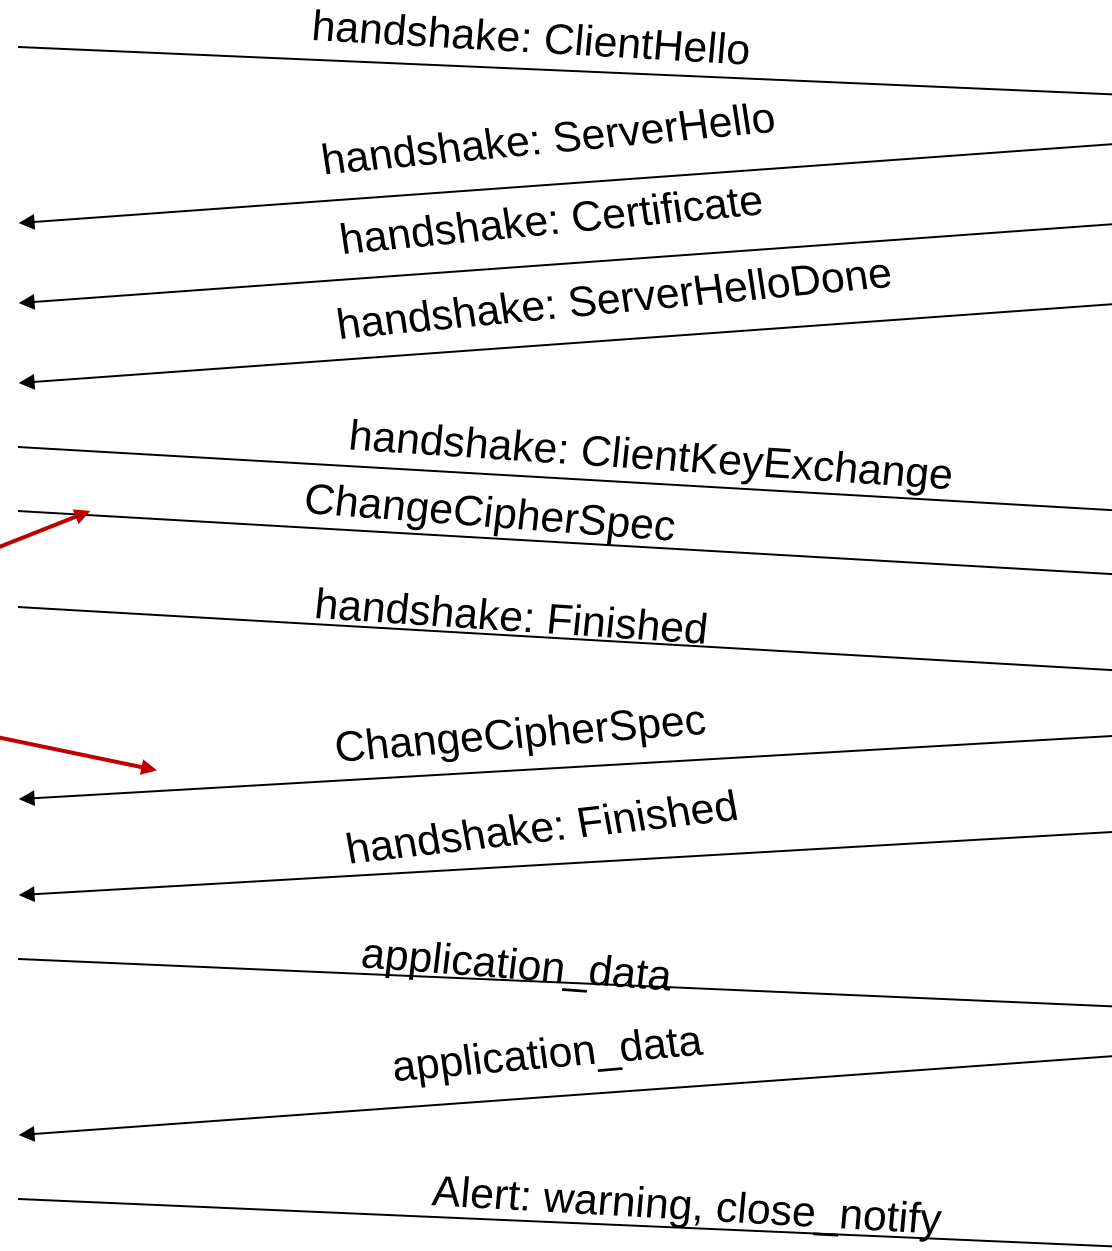 handshake: ClientHello
handshake: ServerHello
handshake: Certificate
handshake: ServerHelloDone
handshake: ClientKeyExchange
ChangeCipherSpec
handshake: Finished
ChangeCipherSpec
handshake: Finished
application_data
application_data
Alert: warning, close_notify